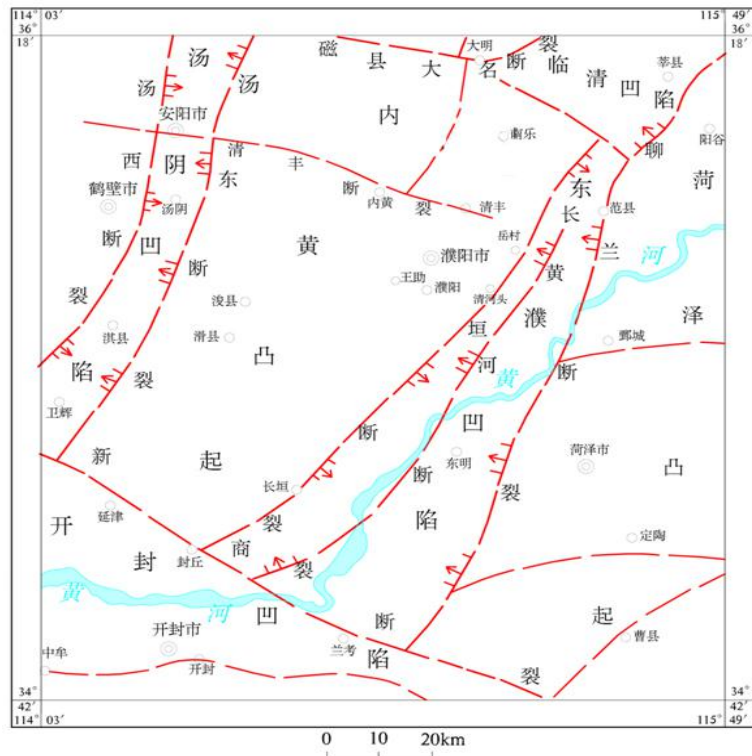 114° 03′
36°
18′
115° 49′
36°
18′
磁县大名断裂
临清凹陷
大明
莘县
阳谷
汤西断裂
汤阴凹陷
汤东断裂
安阳市
鹤壁市
汤阴
清丰断裂
内黄凸起
内黄
清丰
东濮凹陷
长垣断裂
黄河断裂
聊兰断裂
菏泽凸起
范县
岳村
濮阳市
王助
濮阳
清河头
浚县
滑县
淇县
卫辉
黄河
鄄城
菏泽市
东明
长垣
定陶
曹县
新商断裂
延津
封丘
开封凹陷
黄河
开封市
开封
中牟
兰考
34°
42′
114° 03′
34°
42′
115° 49′
0 10 20km